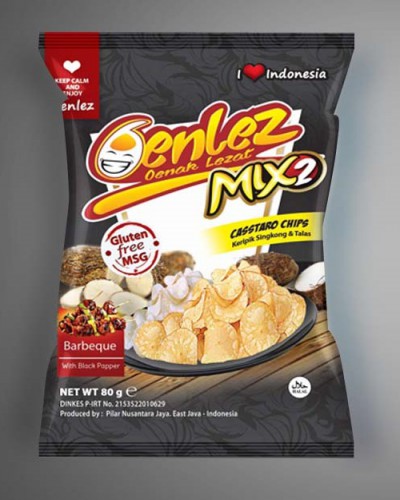 KEEP CALM
AND
ENJOY
enlez
I Indonesia
Genlez
Oenak Lezat
MIX2
CASSTARO CHIPS
Keripik Singkong & Talas
Gluten
free
MSG
Barbeque
With Black Papper
NET WT 80 g ℮
DINKES P-IRT No. 2153522010629
Produced by : Pilar Nusantara Jaya. East Java - Indonesia
HALAL